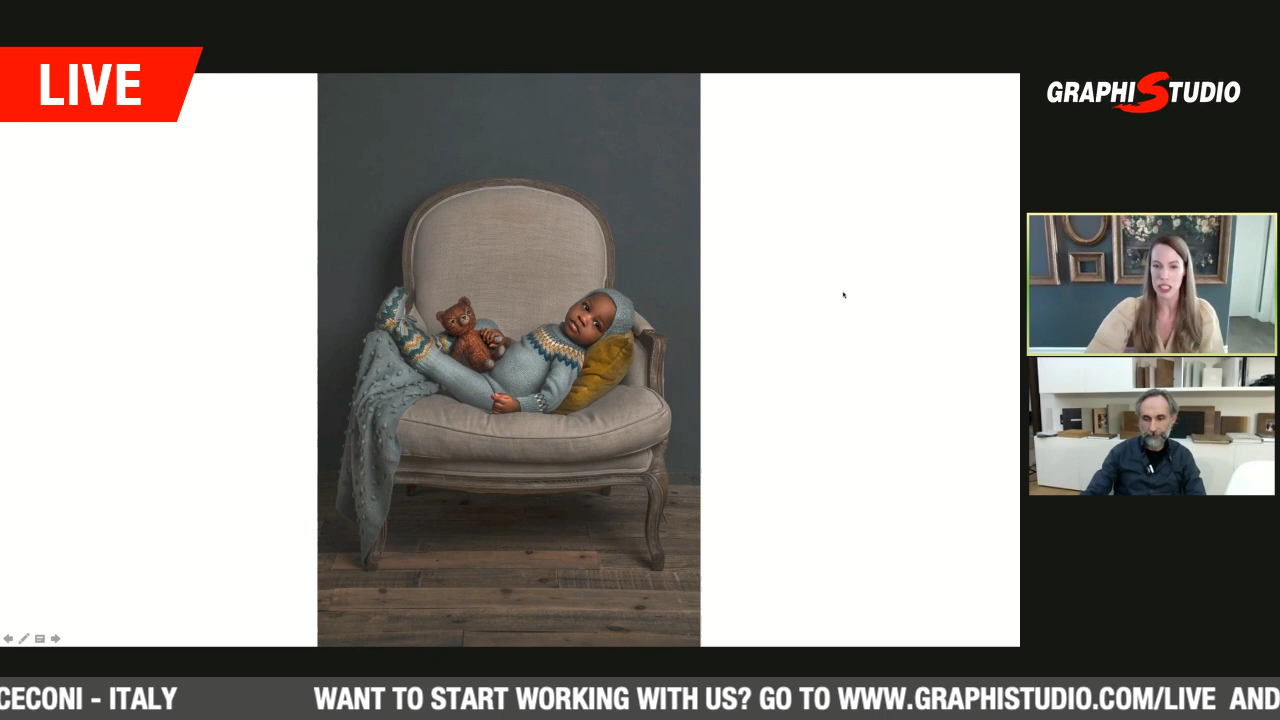 LIVE
GRAPHISTUDIO
CECONI - ITALY WANT TO START WORKING WITH US? GO TO WWW.GRAPHISTUDIO.COM/LIVE AND